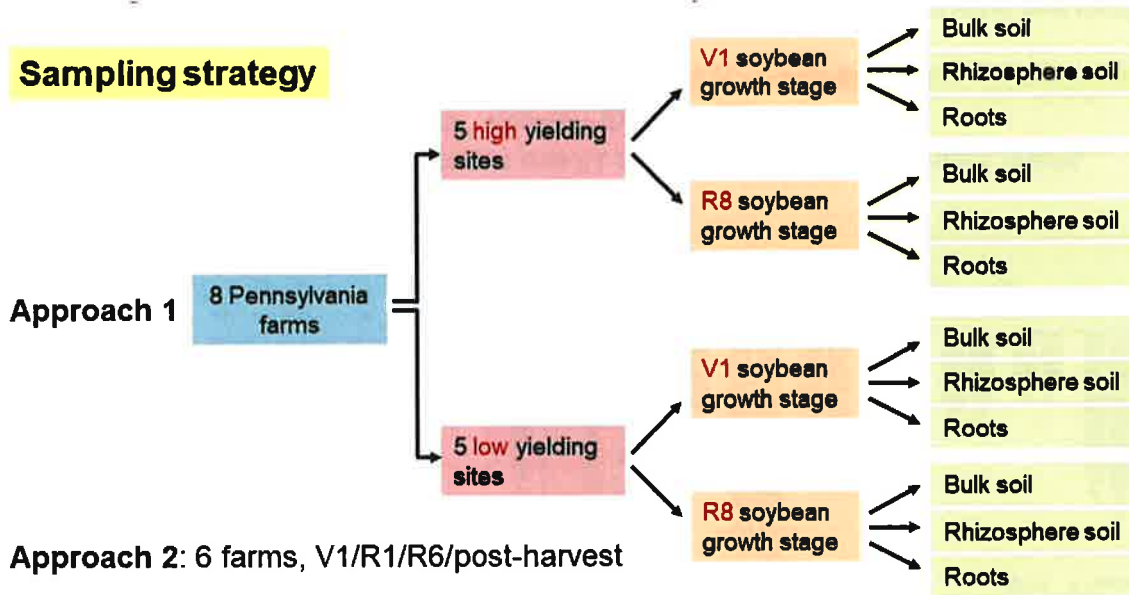 Sampling strategy
Approach 1
8 Pennsylvania
farms
5 high yielding
sites
V1 soybean
growth stage
Bulk soil
Rhizosphere soil
Roots
R8 soybean
growth stage
Bulk soil
Rhizosphere soil
Roots
5 low yielding
sites
V1 soybean
growth stage
Bulk soil
Rhizosphere soil
Roots
R8 soybean
growth stage
Bulk soil
Rhizosphere soil
Roots
Approach 2: 6 farms, V1/R1/R6/post-harvest